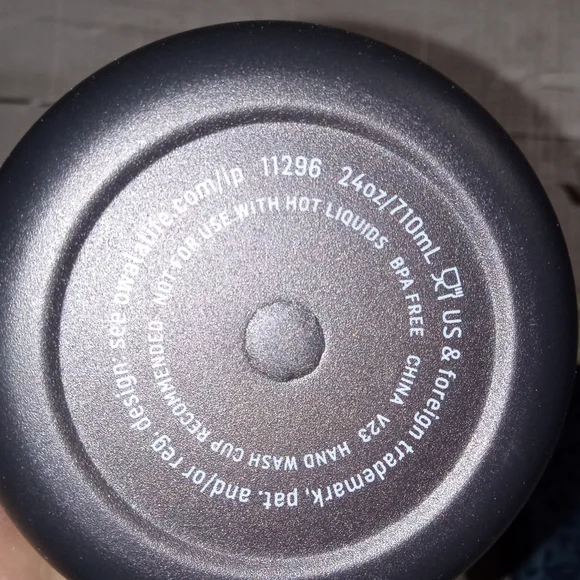 11296 24oz/710mL US & foreign trademark, pat. and/or reg. design: see owalalife.com/lp
NOT FOR USE WITH HOT LIQUIDS BPA FREE CHINA V23 HAND WASH CUP RECOMMENDED